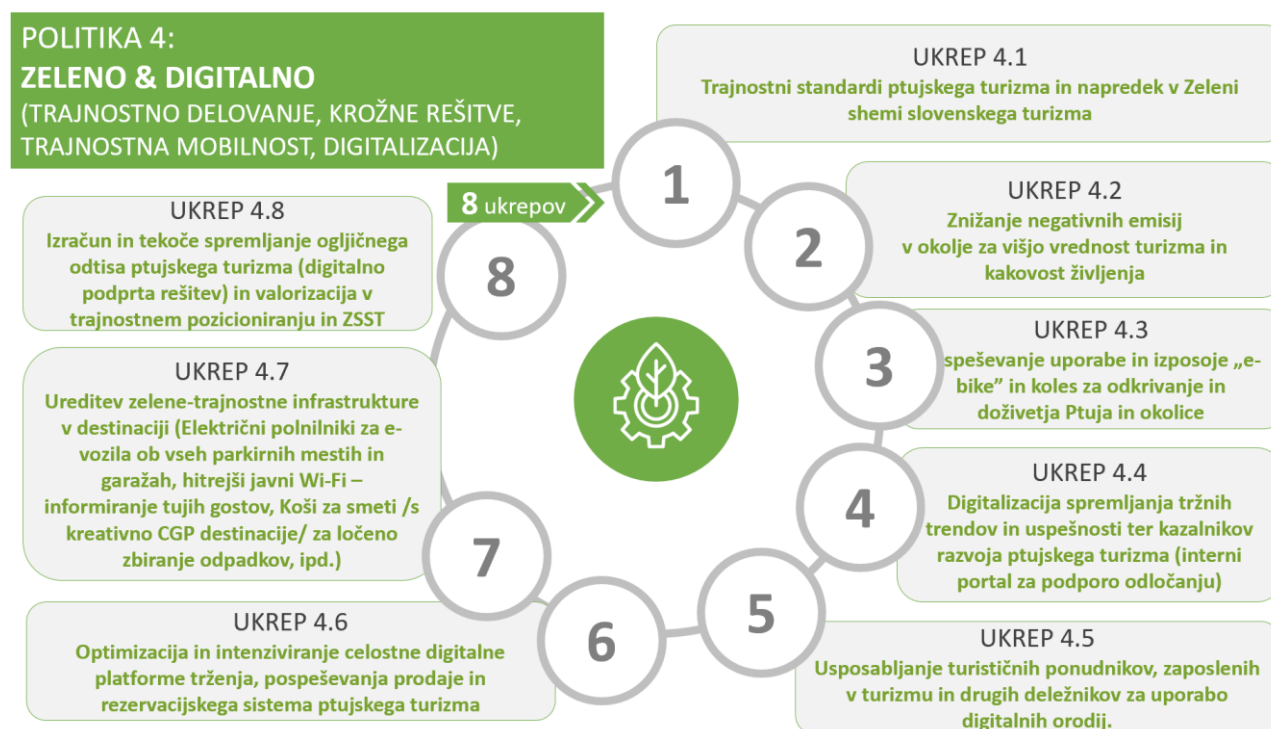 POLITIKA 4:
ZELENO & DIGITALNO
(TRAJNOSTNO DELOVANJE, KROŽNE REŠITVE,
TRAJNOSTNA MOBILNOST, DIGITALIZACIJA)
8 ukrepov
1
UKREP 4.1
Trajnostni standardi ptujskega turizma in napredek v Zeleni
shemi slovenskega turizma
2
UKREP 4.2
Znižanje negativnih emisij
v okolje za višjo vrednost turizma in
kakovost življenja
3
UKREP 4.3
speševanje uporabe in izposoje „e-
bike” in koles za odkrivanje in
doživetja Ptuja in okolice
4
UKREP 4.4
Digitalizacija spremljanja tržnih
trendov in uspešnosti ter kazalnikov
razvoja ptujskega turizma (interni
portal za podporo odločanju)
5
UKREP 4.5
Usposabljanje turističnih ponudnikov, zaposlenih
v turizmu in drugih deležnikov za uporabo
digitalnih orodij.
6
UKREP 4.6
Optimizacija in intenziviranje celostne digitalne
platforme trženja, pospeševanja prodaje in
rezervacijskega sistema ptujskega turizma
7
UKREP 4.7
Ureditev zelene-trajnostne infrastrukture
v destinaciji (Električni polnilniki za e-
vozila ob vseh parkirnih mestih in
garažah, hitrejši javni Wi-Fi –
informiranje tujih gostov, Koši za smeti /s
kreativno CGP destinacije/ za ločeno
zbiranje odpadkov, ipd.)
8
UKREP 4.8
Izračun in tekoče spremljanje ogljičnega
odtisa ptujskega turizma (digitalno
podprta rešitev) in valorizacija v
trajnostnem pozicioniranju in ZSST